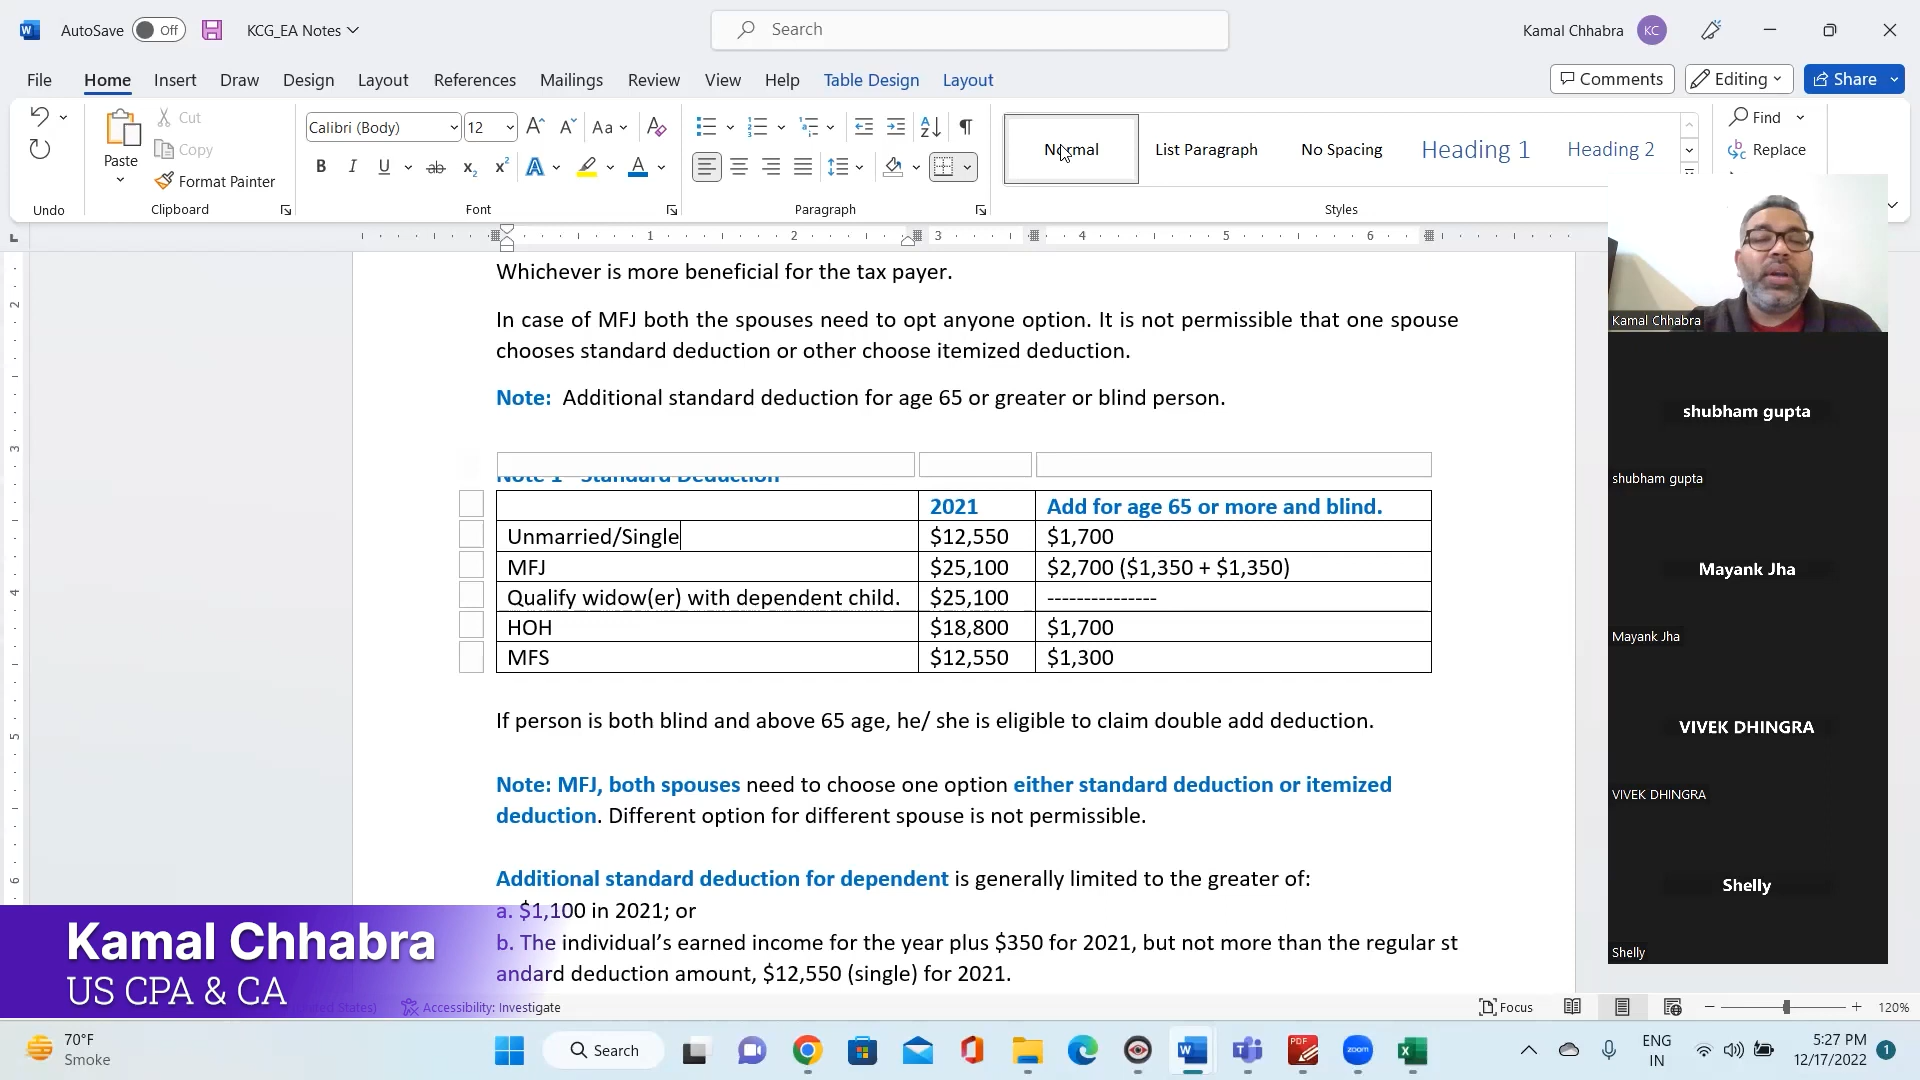 AutoSave Off KCG_EA Notes Search Kamal Chhabra KC
File Home Insert Draw Design Layout References Mailings Review View Help Table Design Layout Comments Editing Share
Paste Cut Copy Format Painter
Calibri (Body) 12
Normal List Paragraph No Spacing Heading 1 Heading 2
Find
Replace
Undo Clipboard Font Paragraph Styles
1 2 3 4 5 6
Whichever is more beneficial for the tax payer.
In case of MFJ both the spouses need to opt anyone option. It is not permissible that one spouse
chooses standard deduction or other choose itemized deduction.
Note: Additional standard deduction for age 65 or greater or blind person.
Note 1 - Standard Deduction
2021 Add for age 65 or more and blind.
Unmarried/Single $12,550 $1,700
MFJ $25,100 $2,700 ($1,350 + $1,350)
Qualify widow(er) with dependent child. $25,100 ---------------
HOH $18,800 $1,700
MFS $12,550 $1,300
If person is both blind and above 65 age, he/ she is eligible to claim double add deduction.
Note: MFJ, both spouses need to choose one option either standard deduction or itemized
deduction. Different option for different spouse is not permissible.
Additional standard deduction for dependent is generally limited to the greater of:
a. $1,100 in 2021; or
b. The individual’s earned income for the year plus $350 for 2021, but not more than the regular st
andard deduction amount, $12,550 (single) for 2021.
Kamal Chhabra
shubham gupta
shubham gupta
Mayank Jha
Mayank Jha
VIVEK DHINGRA
VIVEK DHINGRA
Shelly
Shelly
Kamal Chhabra
US CPA & CA
Accessibility: Investigate Focus 120%
70°F
Smoke
Search
ENG
IN
5:27 PM
12/17/2022
1